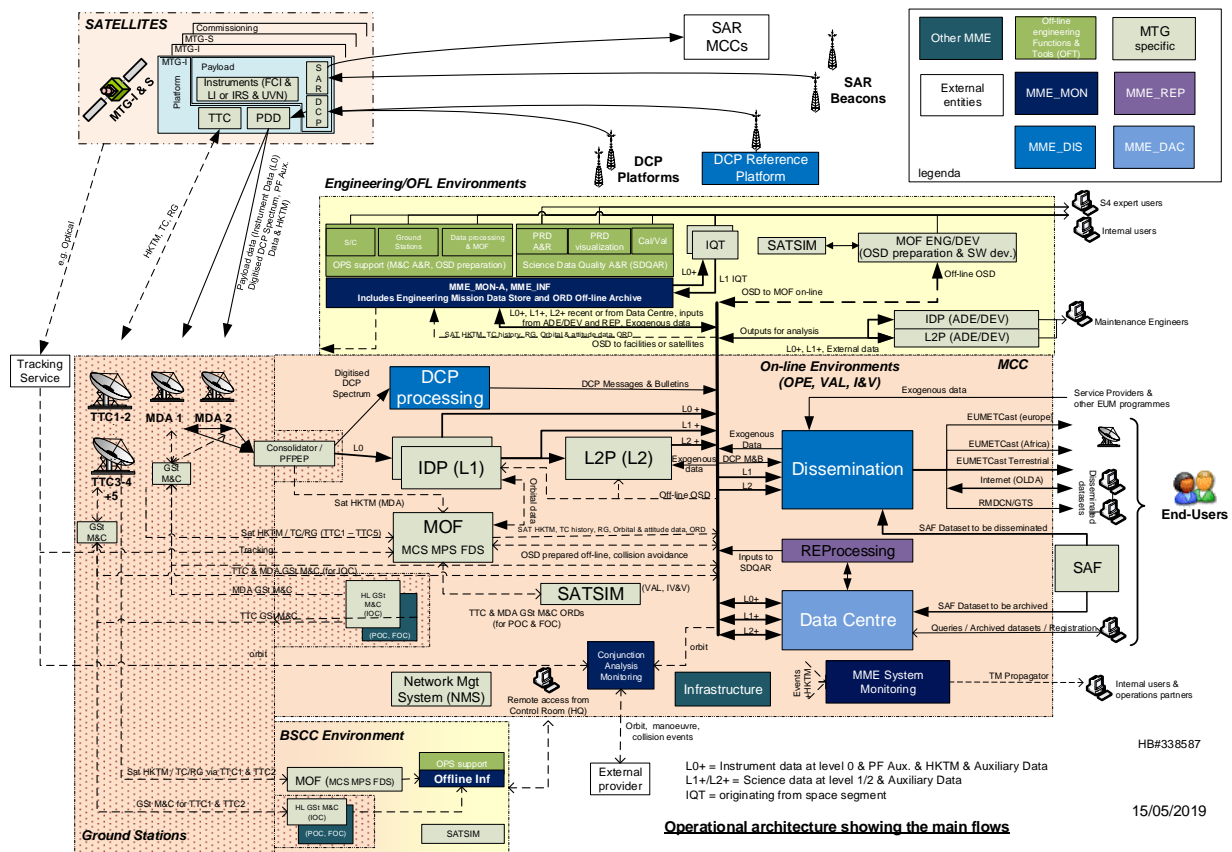 SATELLITES
Commissioning
MTG-S
MTG-I
MTG-I
Platform
Payload
Instruments (FCI &
LI or IRS & UVN)
S
A
R
D
C
P
TTC
PDD
MTG-I & S
SAR
MCCs
SAR
Beacons
DCP
Platforms
DCP Reference
Platform
Other MME
Off-line
engineering
Functions &
Tools (OFT)
MTG
specific
External
entities
MME_MON
MME_REP
MME_DIS
MME_DAC
legenda
e.g. Optical
HKTM, TC, RG
Payload data (Instrument Data (L0)
Digitised DCP Spectrum, PF Aux.
Data & HKTM)
Engineering/OFL Environments
S/C
Ground
Stations
Data processing
& MOF
OPS support (M&C A&R, OSD preparation)
PRD
A&R
PRD
visualization
Cal/Val
Science Data Quality A&R (SDQAR)
IQT
L0+
L1 IQT
SATSIM
MOF ENG/DEV
(OSD preparation & SW dev.)
Off-line OSD
OSD to MOF on-line
S4 expert users
Internal users
MME_MON-A, MME_INF
Includes Engineering Mission Data Store and ORD Off-line Archive
L0+, L1+, L2+ recent or from Data Centre, inputs
from ADE/DEV and REP, Exogenous data
SAT HKTM, TC history, RG, Orbital & attitude data, ORD
OSD to facilities or satellites
Outputs for analysis
IDP (ADE/DEV)
L2P (ADE/DEV)
L0+, L1+, External data
Maintenance Engineers
Tracking
Service
TTC1-2
MDA 1
MDA 2
TTC3-4
+5
GSt
M&C
GSt
M&C
Consolidator /
PFPEP
Digitised
DCP
Spectrum
L0
DCP
processing
DCP Messages & Bulletins
On-line Environments
(OPE, VAL, I&V)
MCC
L0 +
L1 +
L2 +
IDP (L1)
L2P (L2)
Exogenous
data
Exogenous
Data
DCP M&B
L1
L2
Off-line OSD
Orbital data
Dissemination
Exogenous data
Service Providers &
other EUM programmes
EUMETCast (europe)
EUMETCast (Africa)
EUMETCast Terrestrial
Internet (OLDA)
RMDCN/GTS
Disseminated
datasets
End-Users
SAF Dataset to be disseminated
SAF
SAF Dataset to be archived
Queries / Archived datasets / Registration
Sat HKTM (MDA)
MOF
MCS MPS FDS
Sat HKTM / TC/RG (TTC1 – TTC5)
Tracking
TTC & MDA GSt M&C (for IOC)
MDA GSt M&C
TTC GSt M&C
SAT HKTM, TC history, RG, Orbital & attitude data, ORD
OSD prepared off-line, collision avoidance
HL GSt
M&C
(IOC)
(POC, FOC)
SATSIM
(VAL, IV&V)
TTC & MDA GSt M&C ORDs
(for POC & FOC)
REProcessing
Inputs to
SDQAR
L0+
L1+
L2+
Data Centre
orbit
orbit
Network Mgt
System (NMS)
Remote access from
Control Room (HQ)
Conjunction
Analysis
Monitoring
Infrastructure
Events
HKTM
MME System
Monitoring
TM Propagator
Internal users &
operations partners
Orbit, manoeuvre,
collision events
External
provider
BSCC Environment
Sat HKTM / TC/RG via TTC1 & TTC2
MOF (MCS MPS FDS)
OPS support
Offline Inf
GSt M&C for TTC1 & TTC2
HL GSt M&C
(IOC)
(POC, FOC)
SATSIM
Ground Stations
HB#338587
L0+ = Instrument data at level 0 & PF Aux. & HKTM & Auxiliary Data
L1+/L2+ = Science data at level 1/2 & Auxiliary Data
IQT = originating from space segment
15/05/2019
Operational architecture showing the main flows